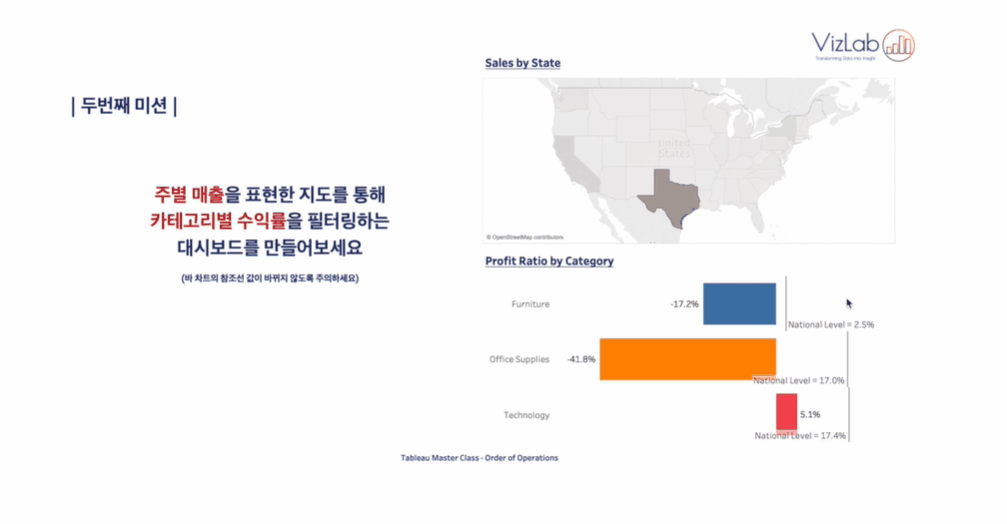 VizLab
Transforming Data into Insight
| 두번째 미션 |
주별 매출을 표현한 지도를 통해
카테고리별 수익률을 필터링하는
대시보드를 만들어보세요
(바 차트의 참조선 값이 바뀌지 않도록 주의하세요)
Sales by State
United
States
© OpenStreetMap contributors
Profit Ratio by Category
Furniture
-17.2%
National Level = 2.5%
Office Supplies
-41.8%
National Level = 17.0%
Technology
5.1%
National Level = 17.4%
Tableau Master Class - Order of Operations